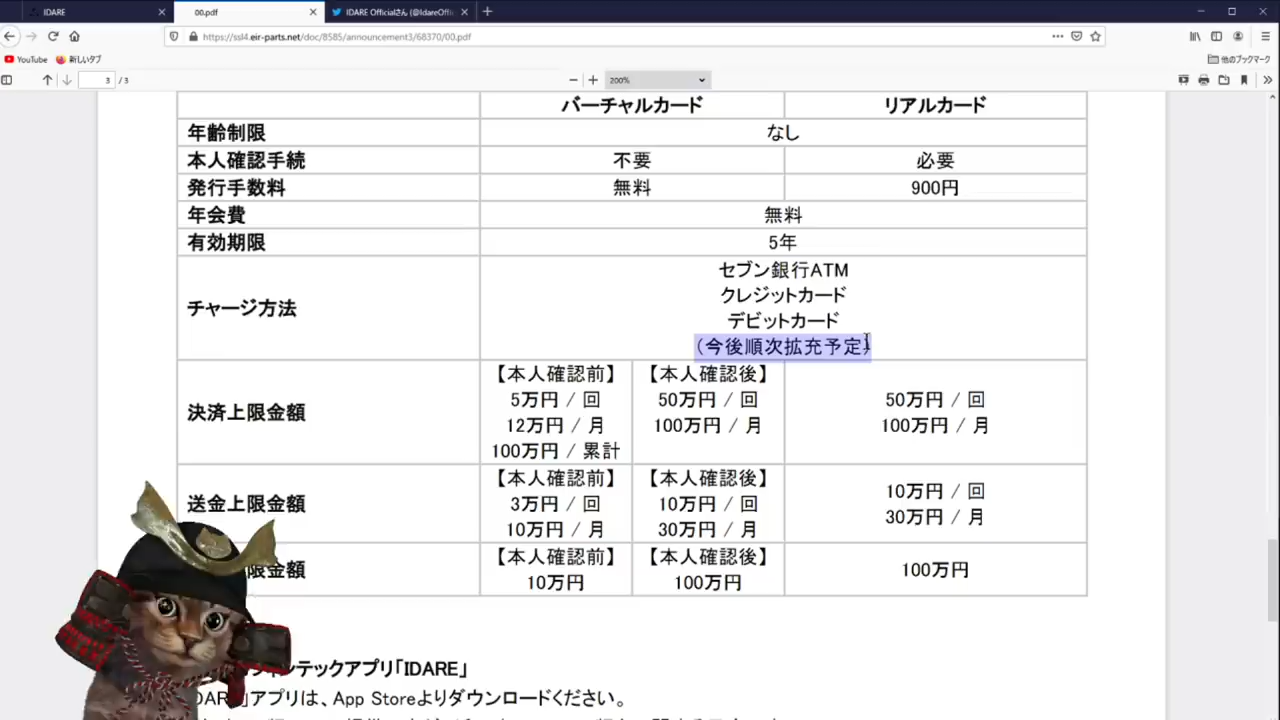 IDARE
00.pdf
IDARE Officialさん (@IdareOffi
https://ssl4.eir-parts.net/doc/8585/announcement3/68370/00.pdf
YouTube 新しいタブ 他のブックマーク
3 / 3 200%
バーチャルカード リアルカード
年齢制限 なし
本人確認手続 不要 必要
発行手数料 無料 900円
年会費 無料
有効期限 5年
チャージ方法
セブン銀行ATM
クレジットカード
デビットカード
(今後順次拡充予定)
決済上限金額
【本人確認前】 【本人確認後】
5万円 / 回 50万円 / 回 50万円 / 回
12万円 / 月 100万円 / 月 100万円 / 月
100万円 / 累計
送金上限金額
【本人確認前】 【本人確認後】
3万円 / 回 10万円 / 回 10万円 / 回
10万円 / 月 30万円 / 月 30万円 / 月
限金額
【本人確認前】 【本人確認後】
10万円 100万円 100万円
ンテックアプリ「IDARE」
DAR 」アプリは、App Storeよりダウンロードください。